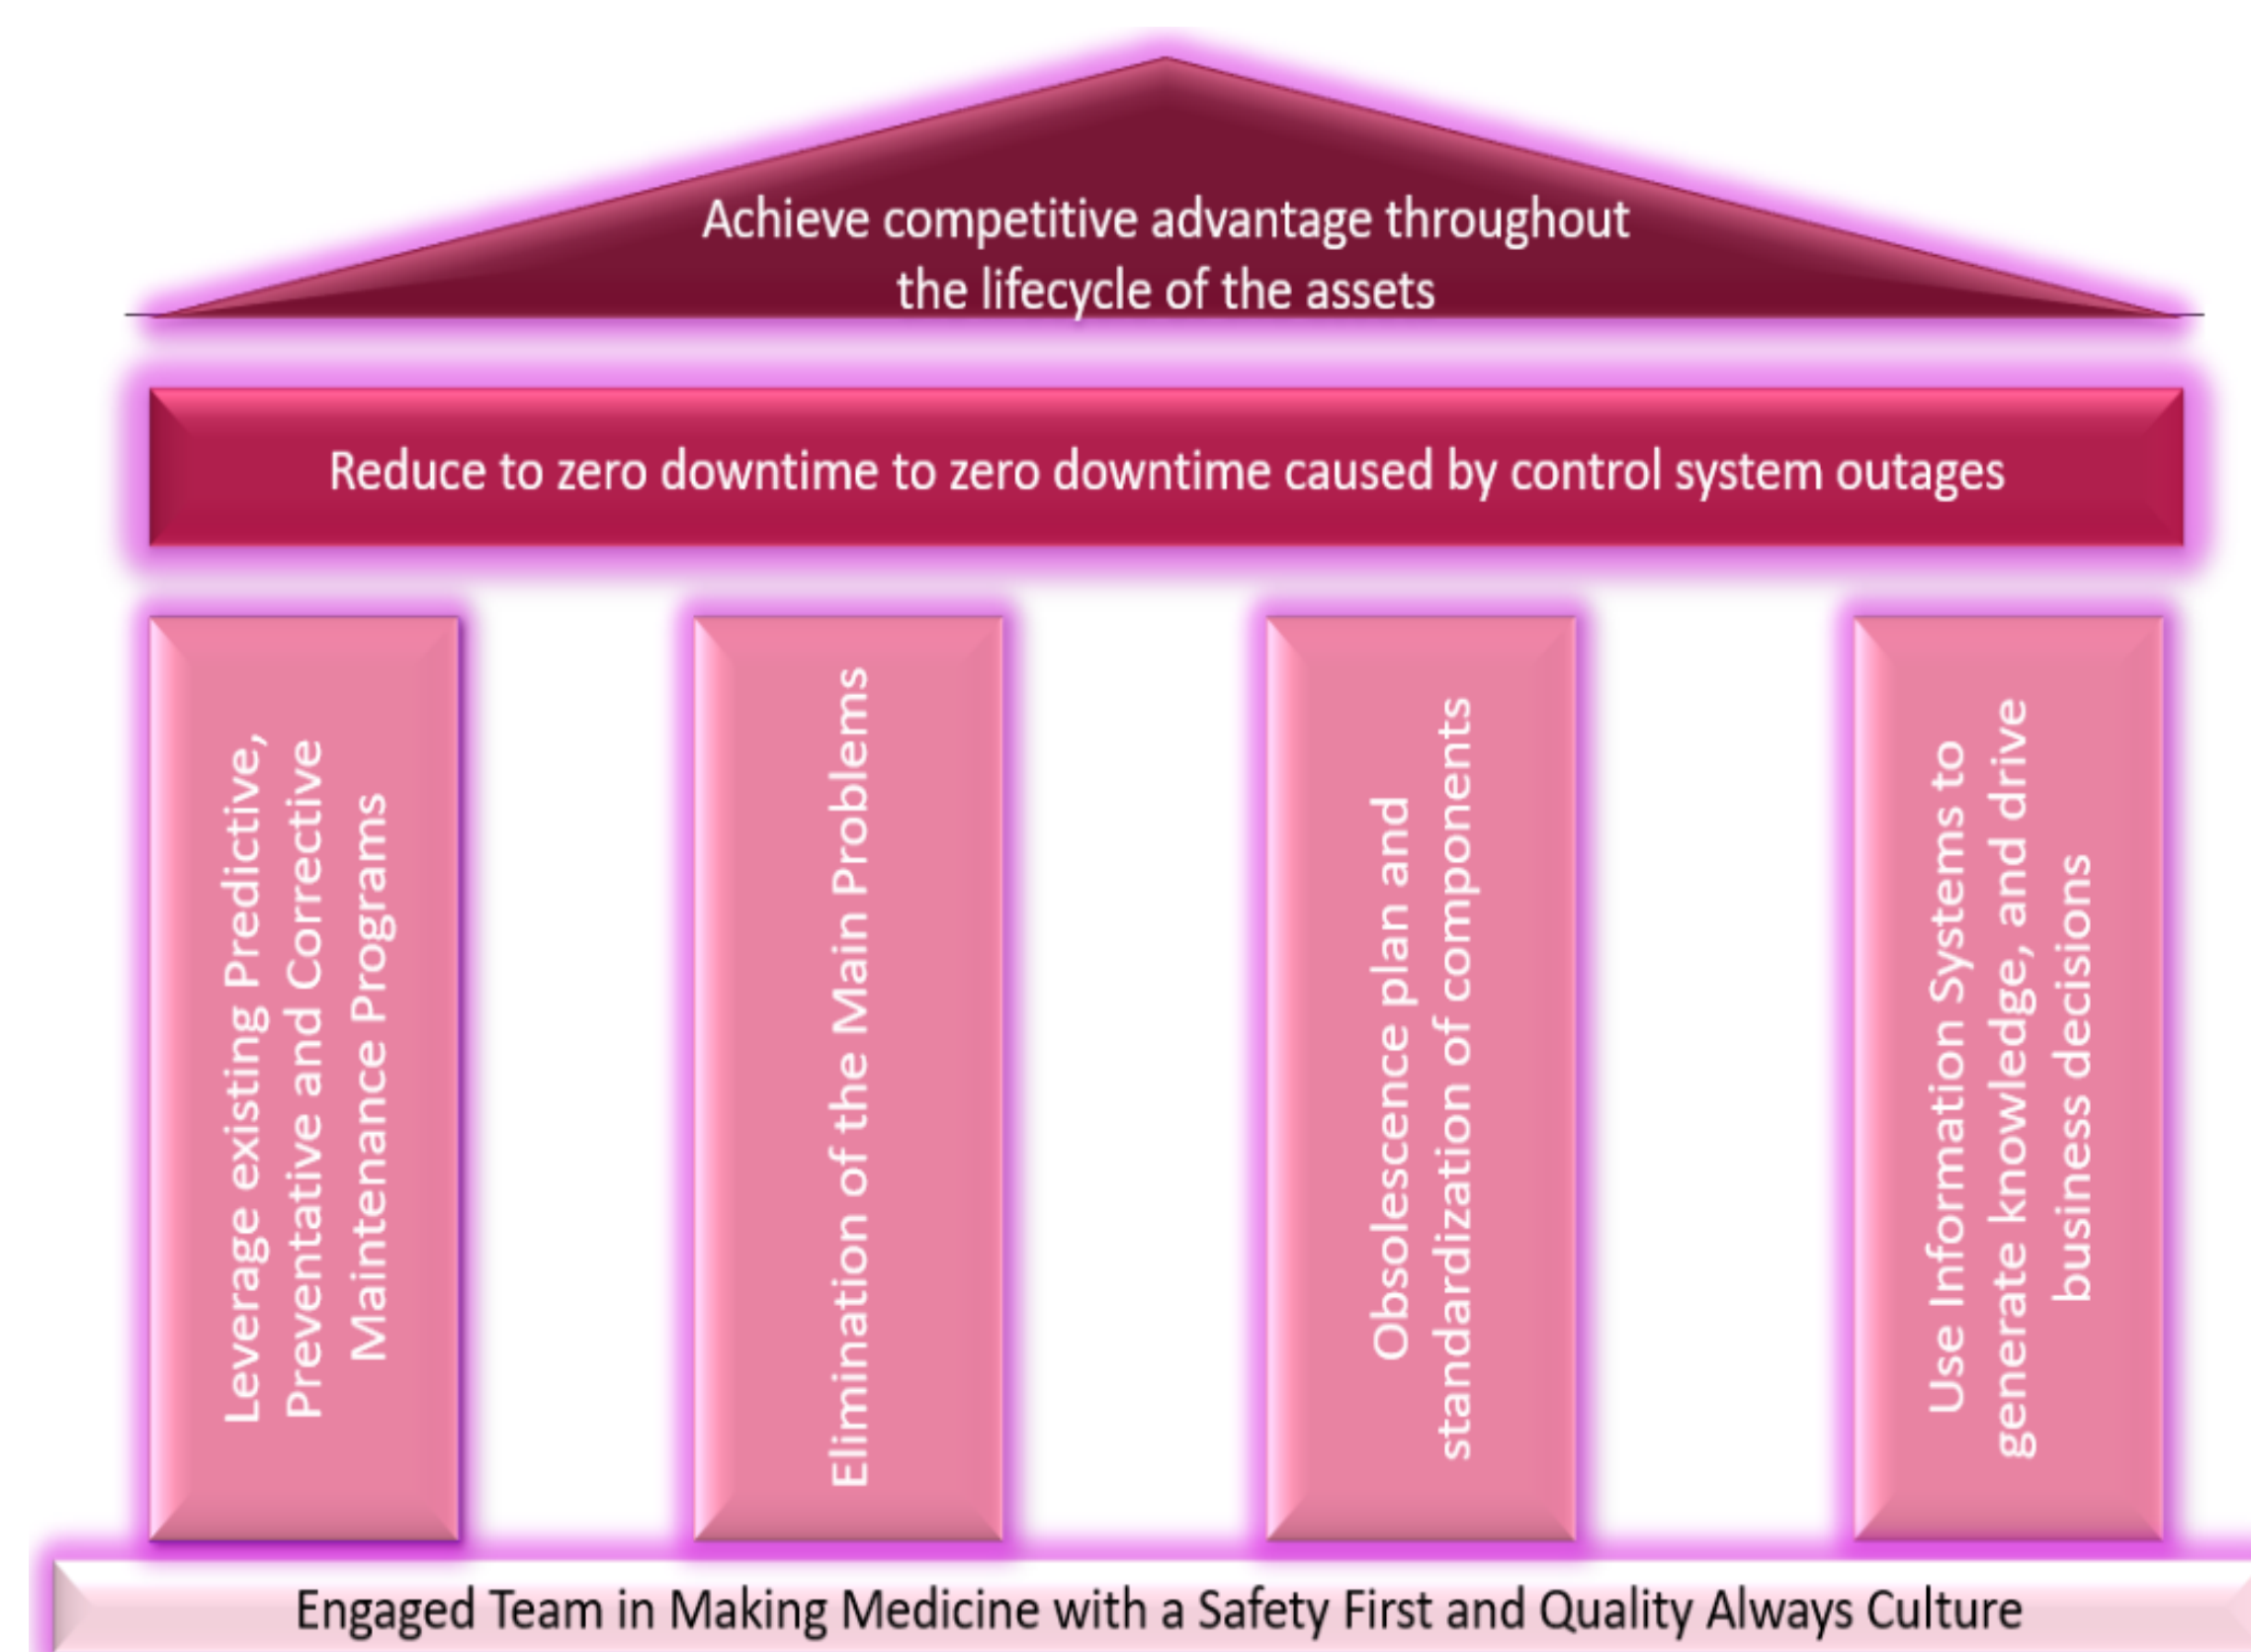 Achieve competitive advantage throughout
the lifecycle of the assets
Reduce to zero downtime to zero downtime caused by control system outages
Leverage existing Predictive,
Preventative and Corrective
Maintenance Programs
Elimination of the Main Problems
Obsolescence plan and
standardization of components
Use Information Systems to
generate knowledge, and drive
business decisions
Engaged Team in Making Medicine with a Safety First and Quality Always Culture